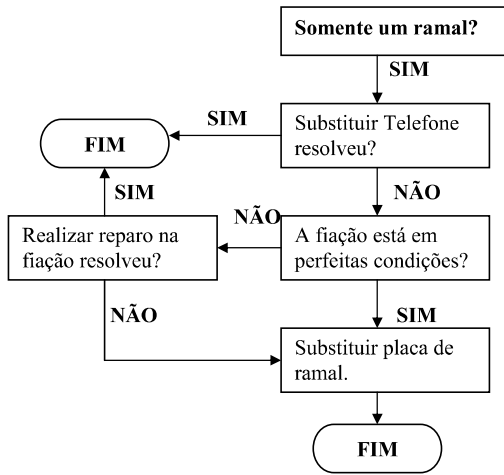 Somente um ramal?
SIM
SIM
Substituir Telefone
resolveu?
FIM
SIM
NÃO
NÃO
Realizar reparo na
fiação resolveu?
A fiação está em
perfeitas condições?
NÃO
SIM
Substituir placa de
ramal.
FIM